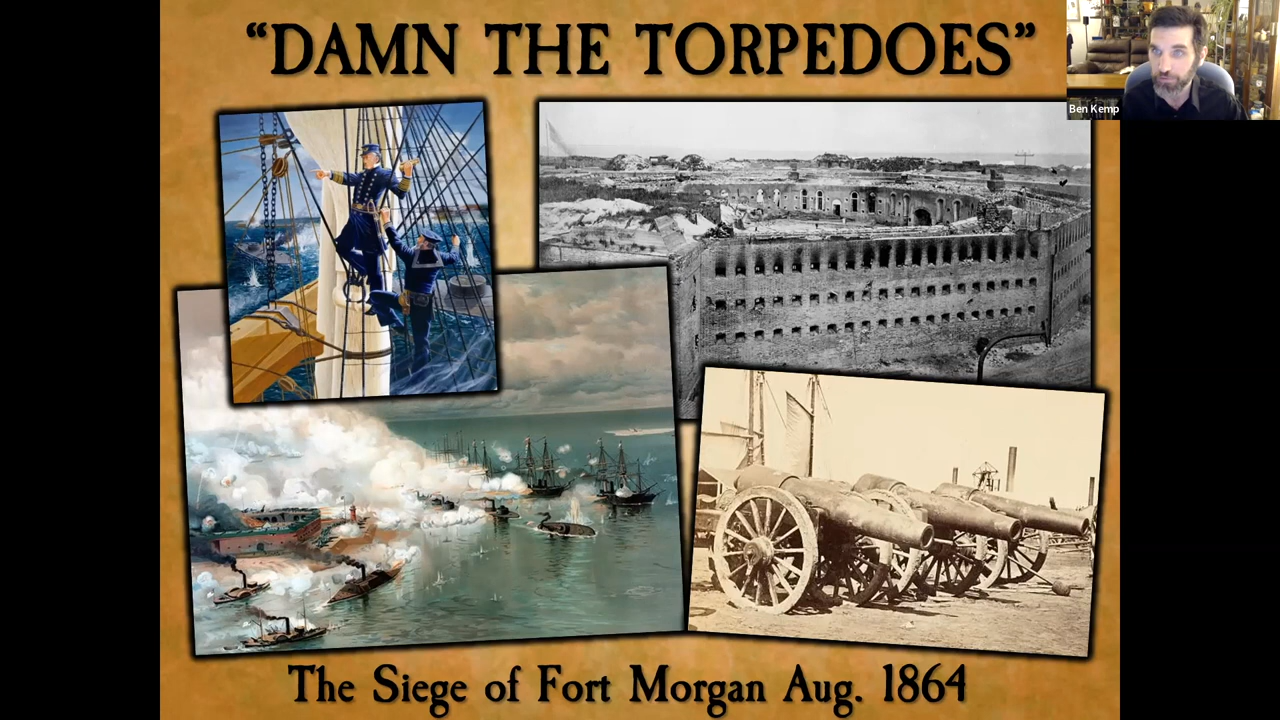 “DAMN THE TORPEDOES”
Ben Kemp
The Siege of Fort Morgan Aug. 1864